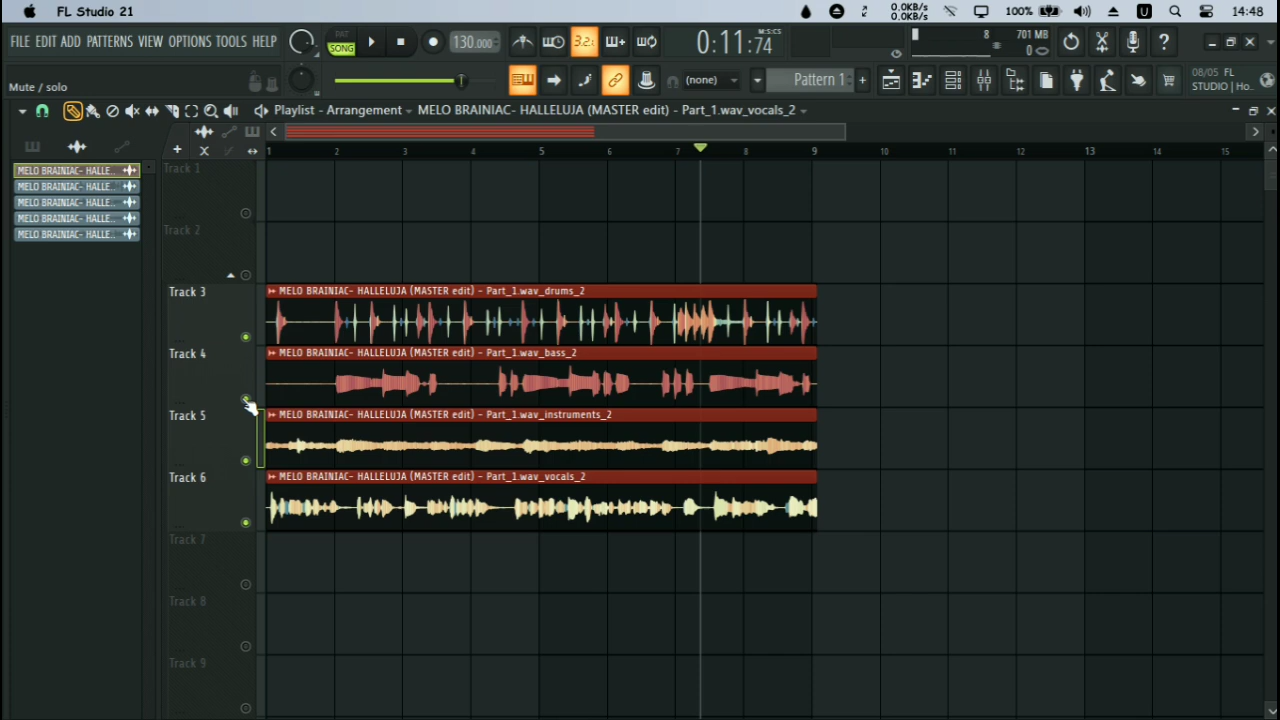 FL Studio 21
0.0KB/s
0.0KB/s
100%
U
14:48
FILE EDIT ADD PATTERNS VIEW OPTIONS TOOLS HELP
PAT
SONG
130.000
3.2.
0:11:74
M:S:CS
8
701 MB
0
?
Mute / solo
(none)
Pattern 1
+
08/05 FL
STUDIO | Ho..
Playlist - Arrangement
MELO BRAINIAC- HALLELUJA (MASTER edit) - Part_1.wav_vocals_2
1 2 3 4 5 6 7 8 9 10 11 12 13 14 15
MELO BRAINIAC- HALLE..
MELO BRAINIAC- HALLE..
MELO BRAINIAC- HALLE..
MELO BRAINIAC- HALLE..
MELO BRAINIAC- HALLE..
Track 1
Track 2
Track 3
MELO BRAINIAC- HALLELUJA (MASTER edit) - Part_1.wav_drums_2
Track 4
MELO BRAINIAC- HALLELUJA (MASTER edit) - Part_1.wav_bass_2
Track 5
MELO BRAINIAC- HALLELUJA (MASTER edit) - Part_1.wav_instruments_2
Track 6
MELO BRAINIAC- HALLELUJA (MASTER edit) - Part_1.wav_vocals_2
Track 7
Track 8
Track 9